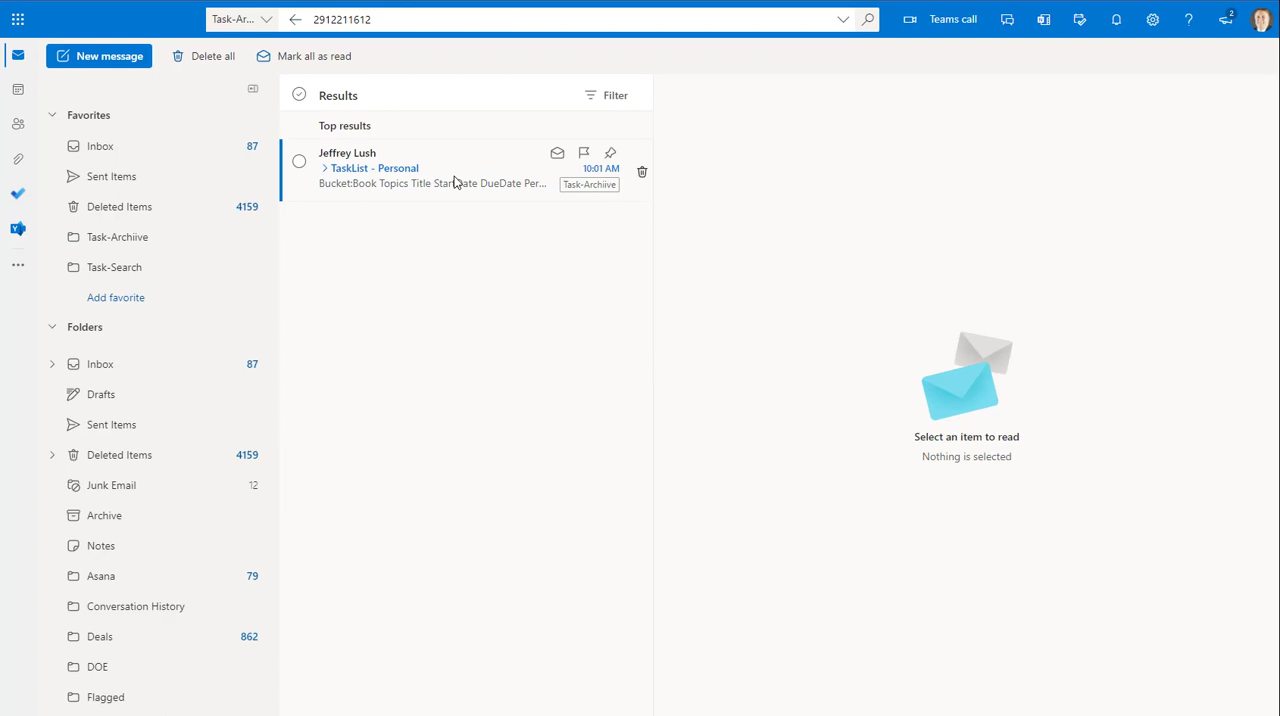 Task-Ar...
2912211612
Teams call
2
New message
Delete all
Mark all as read
Favorites
Inbox 87
Sent Items
Deleted Items 4159
Task-Archiive
Task-Search
Add favorite
Folders
Inbox 87
Drafts
Sent Items
Deleted Items 4159
Junk Email 12
Archive
Notes
Asana 79
Conversation History
Deals 862
DOE
Flagged
Results
Filter
Top results
Jeffrey Lush
TaskList - Personal 10:01 AM
Bucket:Book Topics Title StartDate DueDate Per... Task-Archiive
Select an item to read
Nothing is selected